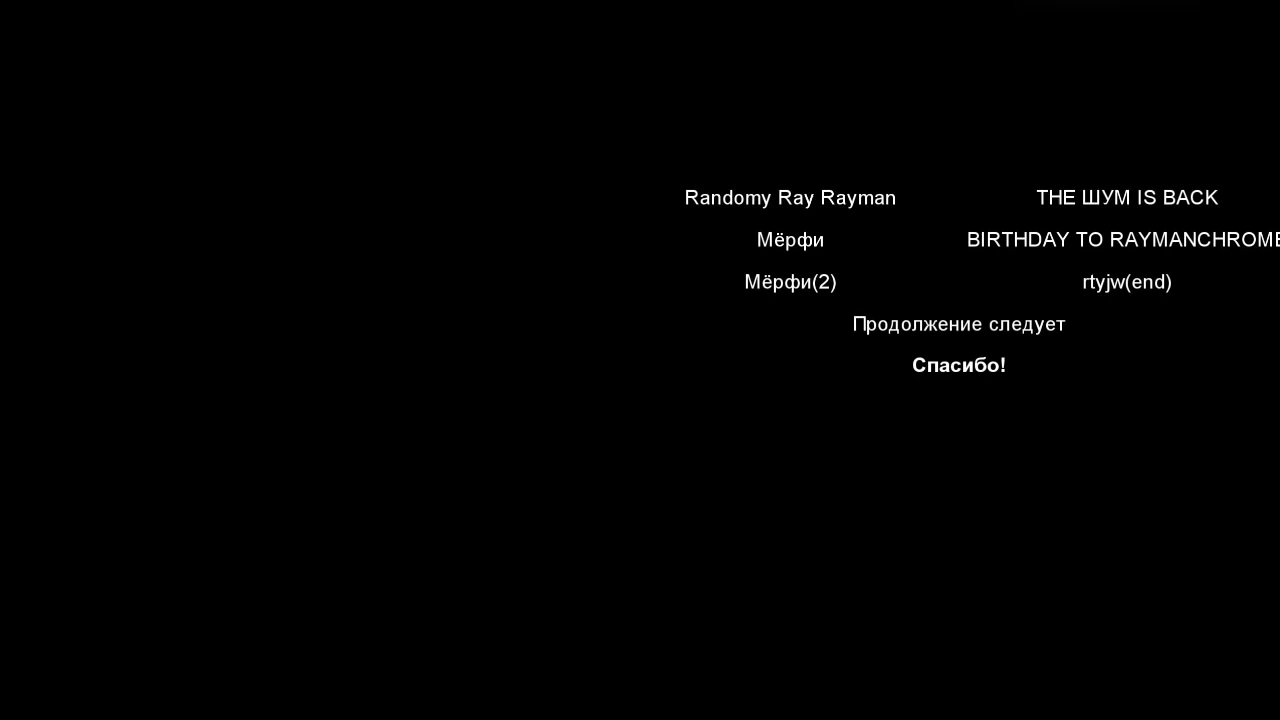 Randomy Ray Rayman THE ШУМ IS BACK
Мёрфи BIRTHDAY TO RAYMANCHROME
Мёрфи(2) rtyjw(end)
Продолжение следует
Спасибо!